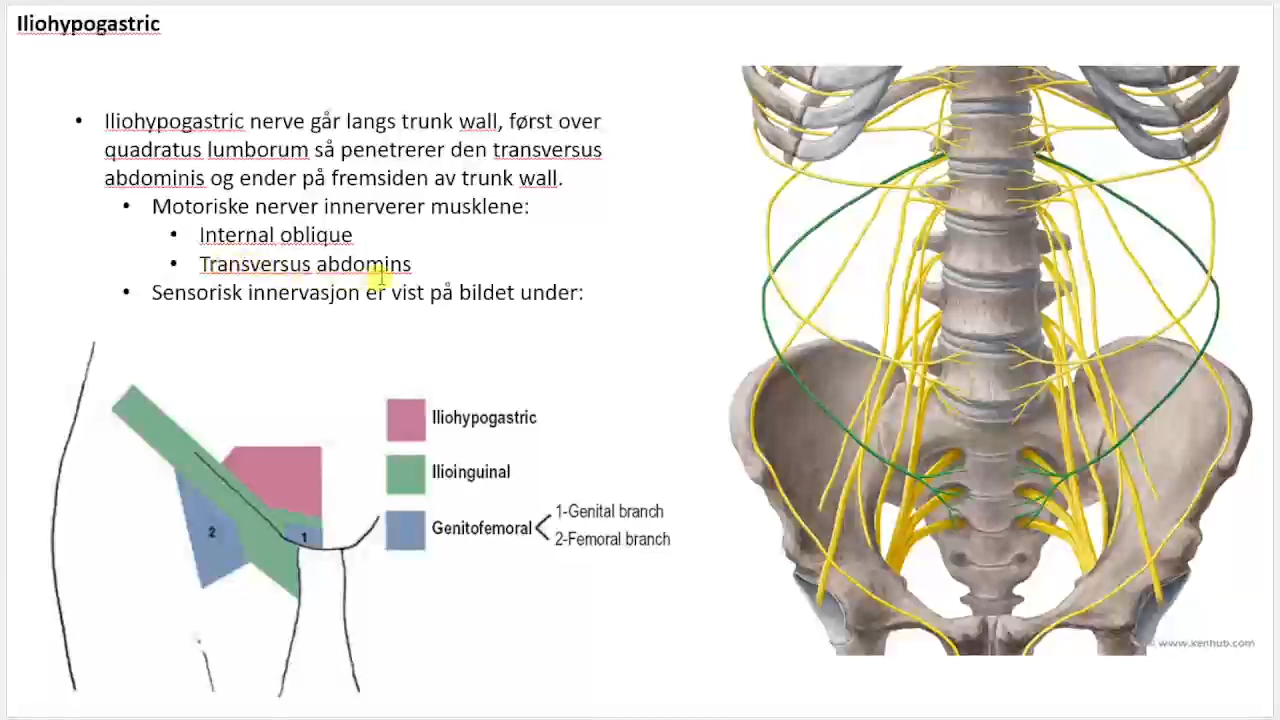 Iliohypogastric
• Iliohypogastric nerve går langs trunk wall, først over
quadratus lumborum så penetrerer den transversus
abdominis og ender på fremsiden av trunk wall.
• Motoriske nerver innerverer musklene:
• Internal oblique
• Transversus abdomins
• Sensorisk innervasjon er vist på bildet under:
Iliohypogastric
Ilioinguinal
Genitofemoral
1-Genital branch
2-Femoral branch
2
1
www.kenhub.com